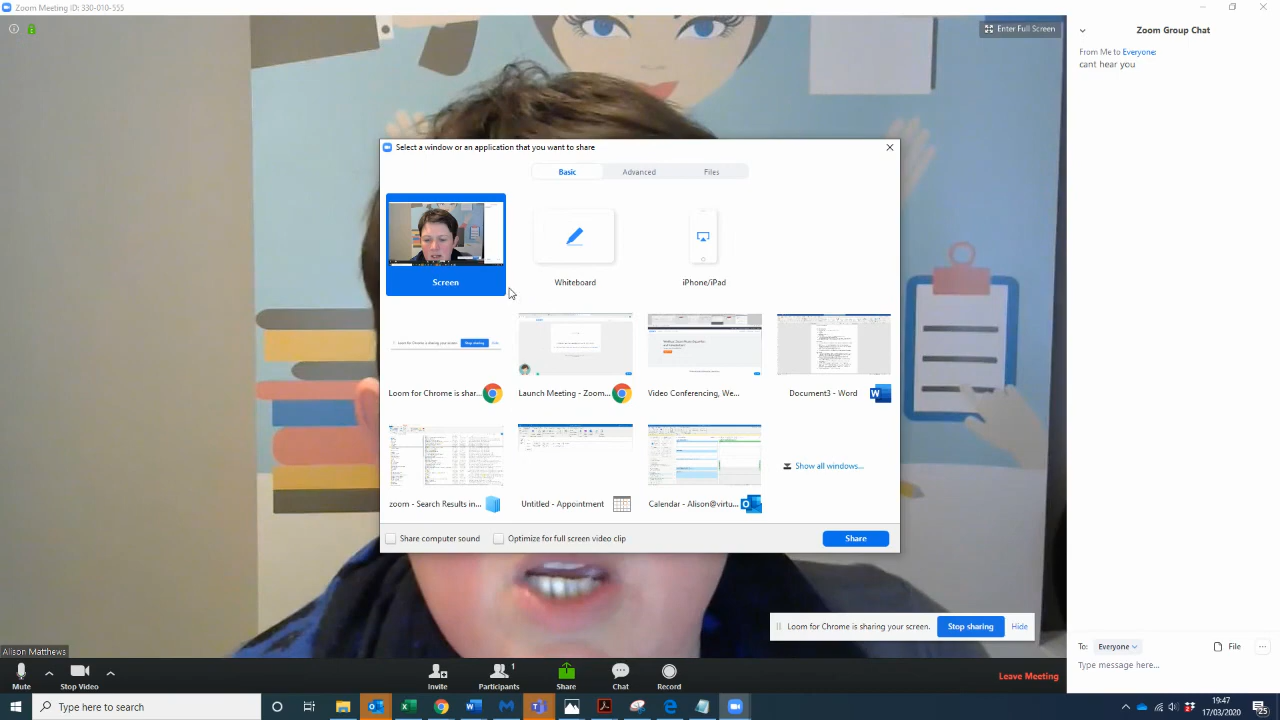 Zoom Meeting ID: 330-010-555
Enter Full Screen
Zoom Group Chat
From Me to Everyone:
cant hear you
Select a window or an application that you want to share
Basic
Advanced
Files
Screen
Whiteboard
iPhone/iPad
Loom for Chrome is shar...
Launch Meeting - Zoom...
Video Conferencing, We...
Document3 - Word
Show all windows...
zoom - Search Results in...
Untitled - Appointment
Calendar - Alison@virtu...
Share computer sound
Optimize for full screen video clip
Share
Loom for Chrome is sharing your screen.
Stop sharing
Hide
Alison Matthews
To: Everyone
File
Type message here...
Mute
Stop Video
Invite
1
Participants
Share
Chat
Record
Leave Meeting
Type here to search
19:47
17/03/2020
25